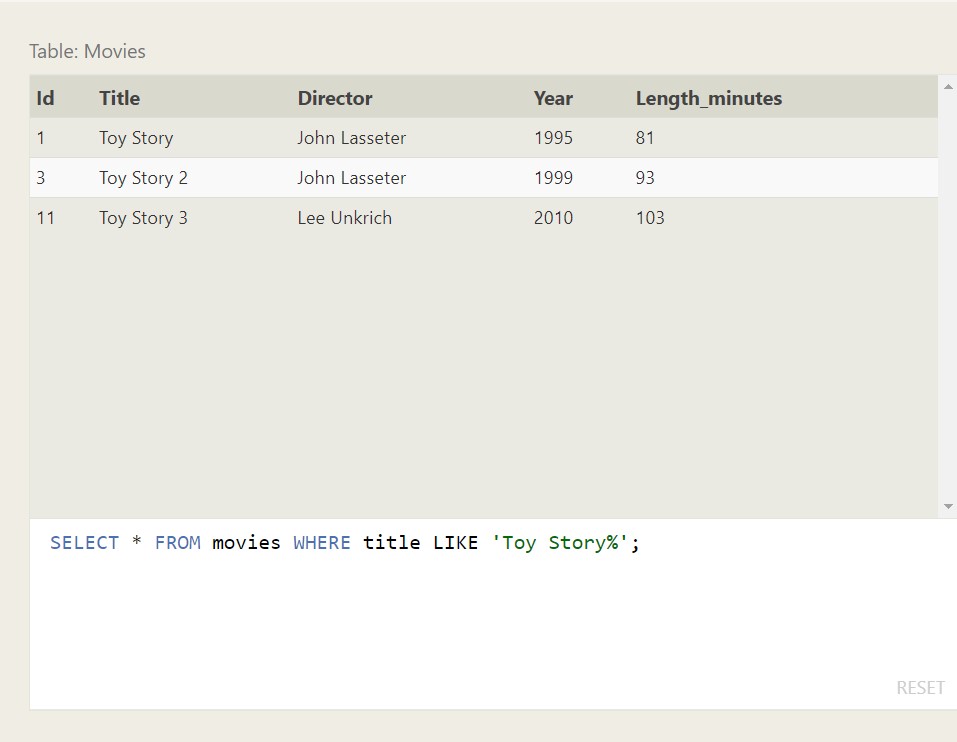 Table: Movies
Id Title Director Year Length_minutes
1 Toy Story John Lasseter 1995 81
3 Toy Story 2 John Lasseter 1999 93
11 Toy Story 3 Lee Unkrich 2010 103
SELECT * FROM movies WHERE title LIKE 'Toy Story%';
RESET